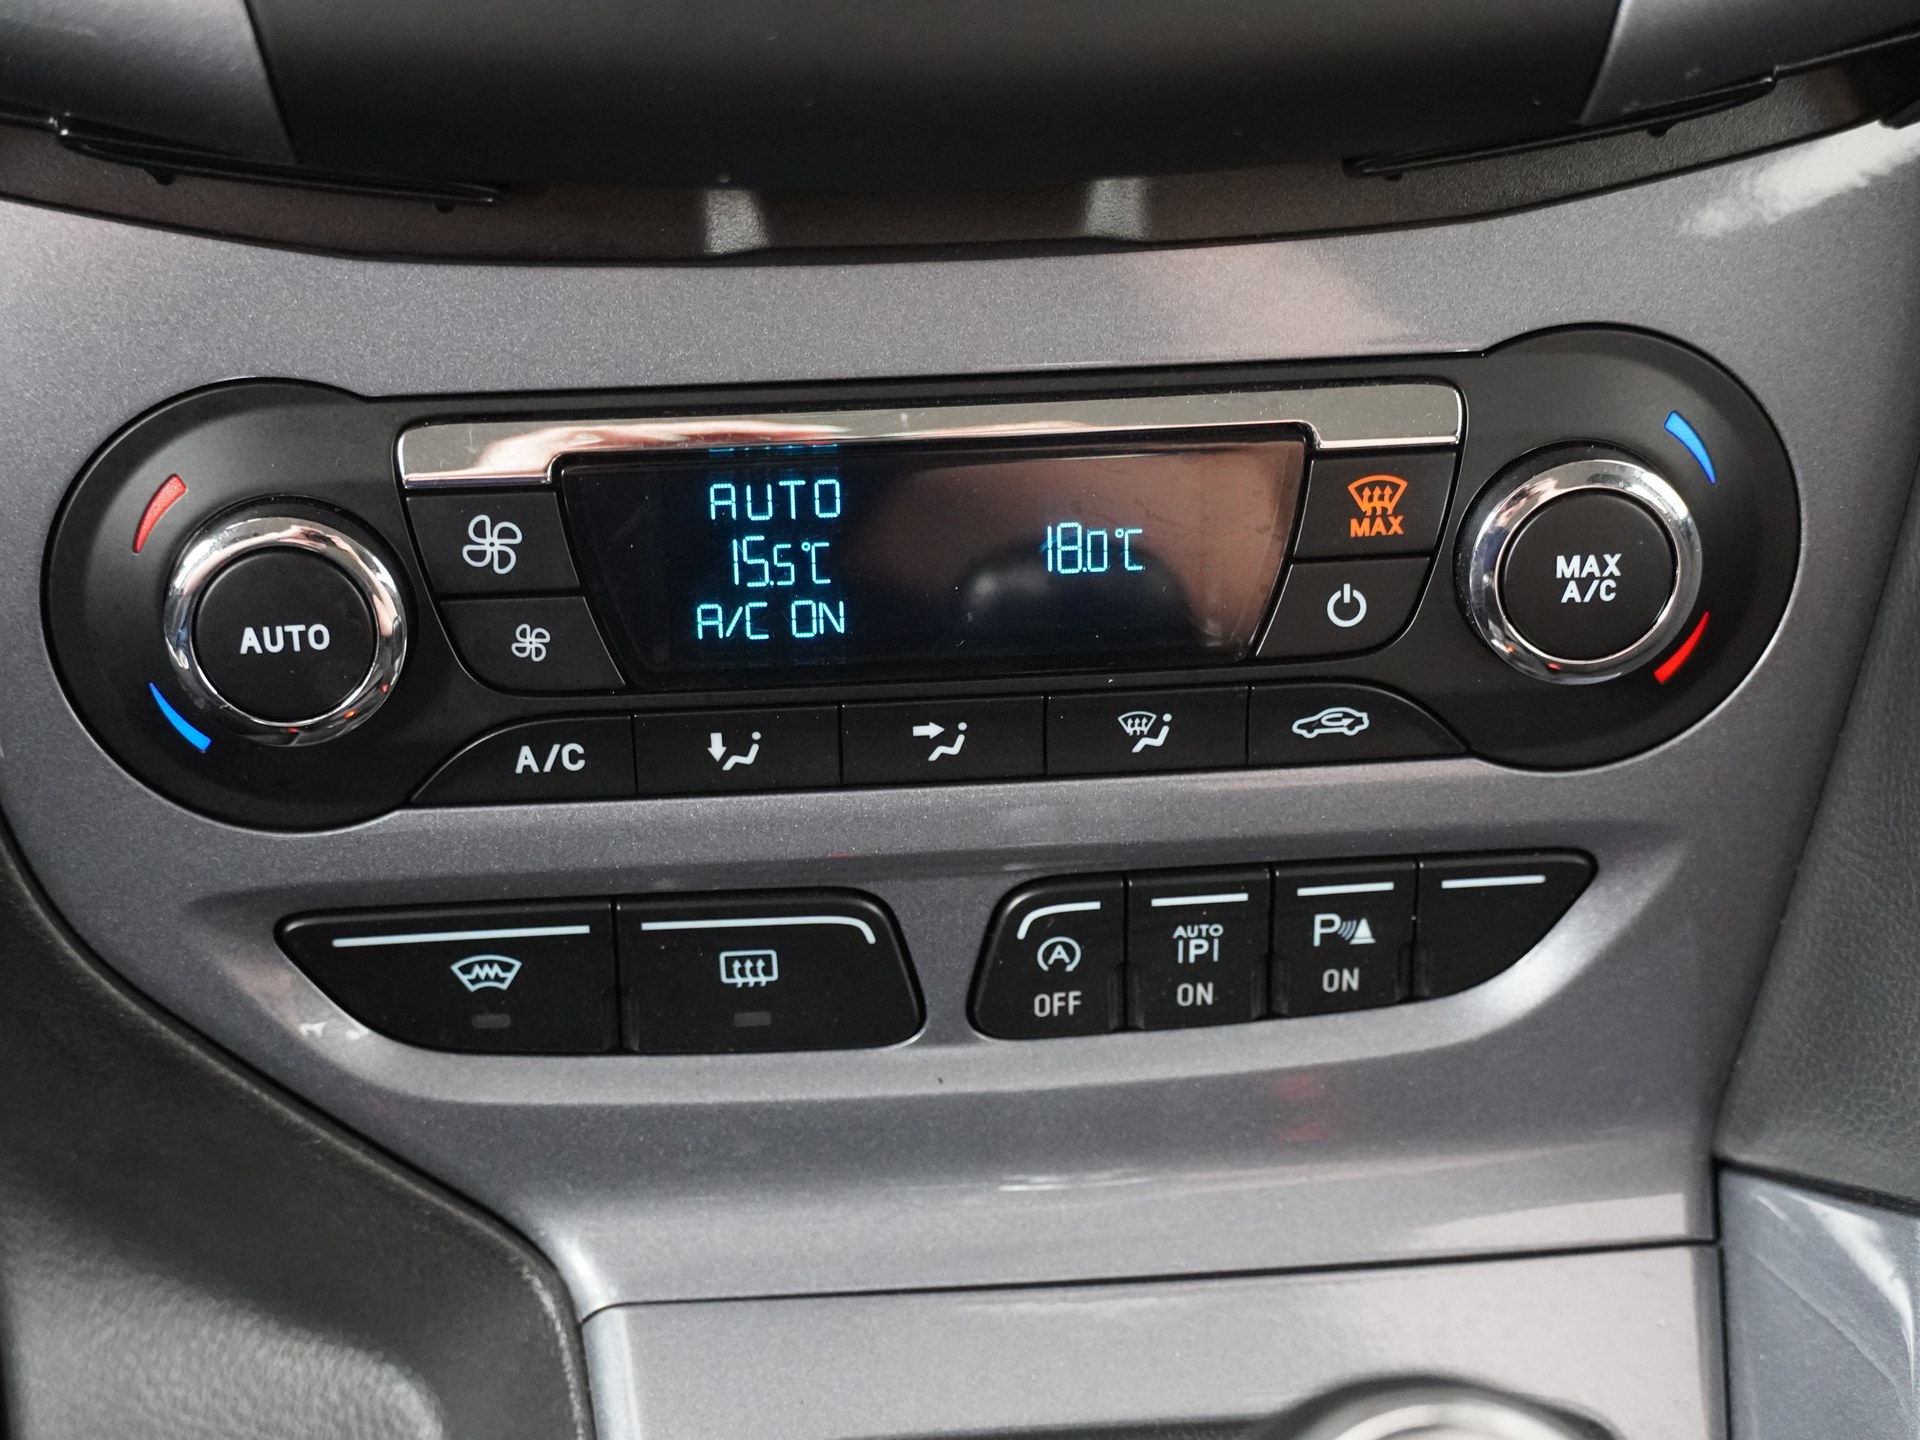 AUTO
15.5°C
18.0°C
A/C ON
MAX
AUTO
MAX
A/C
A/C
A
OFF
AUTO
P
ON
P
ON